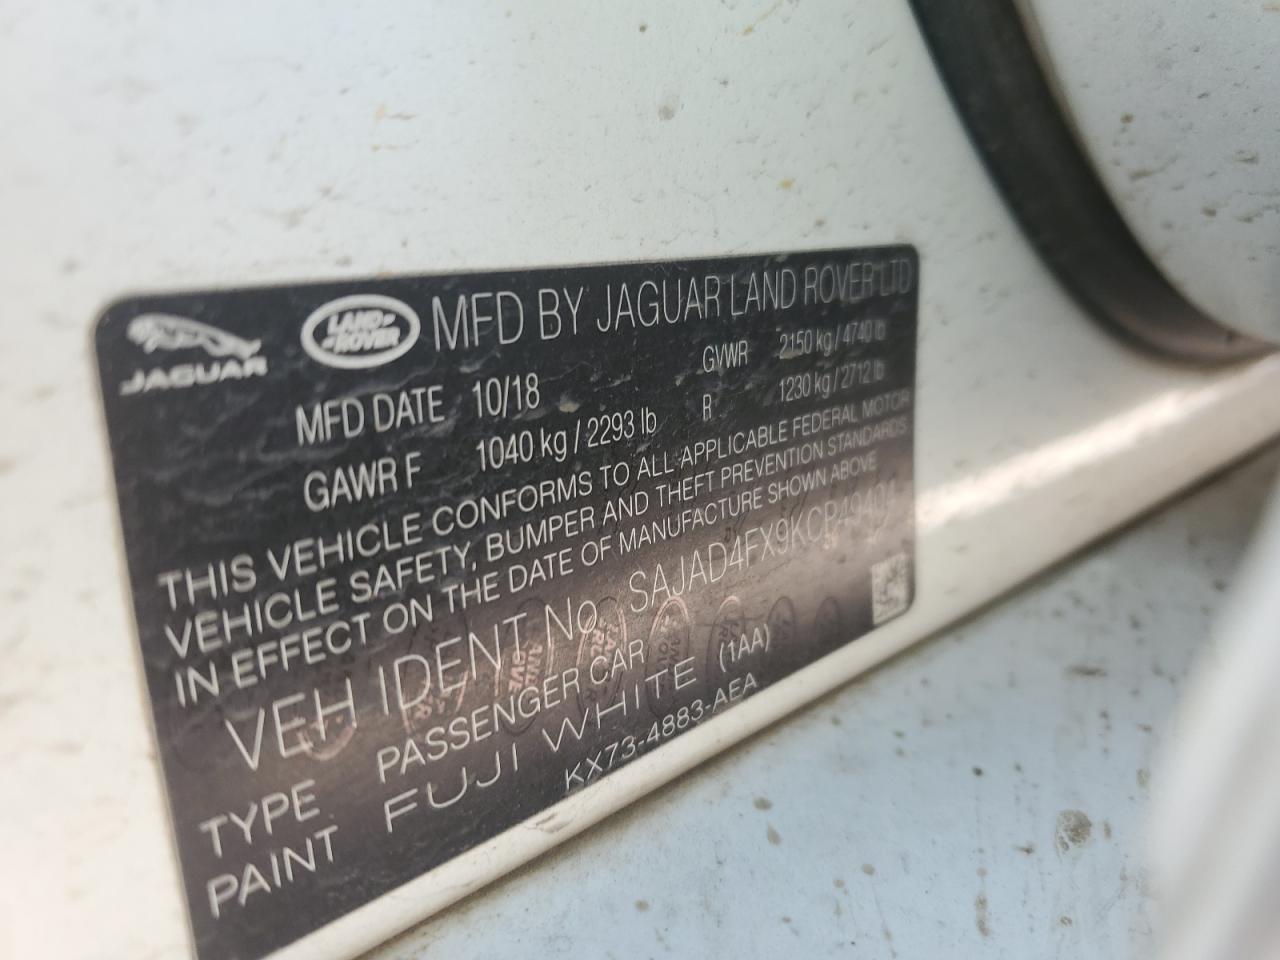 JAGUAR LAND ROVER MFD BY JAGUAR LAND ROVER LTD
MFD DATE 10/18 GVWR 2150 kg / 4740 lb
GAWR F 1040 kg / 2293 lb R 1230 kg / 2712 lb
THIS VEHICLE CONFORMS TO ALL APPLICABLE FEDERAL MOTOR
VEHICLE SAFETY, BUMPER AND THEFT PREVENTION STANDARDS
IN EFFECT ON THE DATE OF MANUFACTURE SHOWN ABOVE
VEH IDENT No. SAJAD4FX9KCP49404
TYPE PASSENGER CAR
PAINT FUJI WHITE (1AA)
KX73-4883-AEA